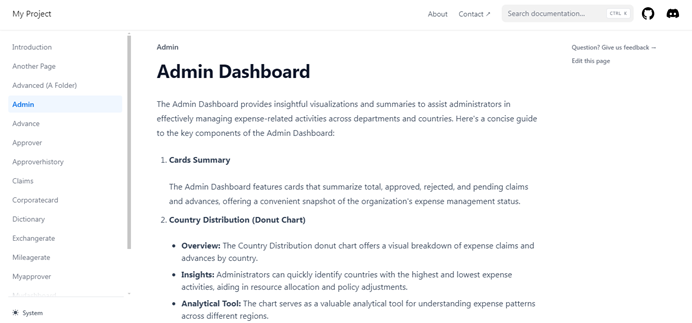 My Project
About
Contact ↗
Search documentation...
CTRL K
Introduction
Another Page
Advanced (A Folder)
Admin
Advance
Approver
Approverhistory
Claims
Corporatecard
Dictionary
Exchangerate
Mileagerate
Myapprover
System
Admin
Admin Dashboard
The Admin Dashboard provides insightful visualizations and summaries to assist administrators in
effectively managing expense-related activities across departments and countries. Here's a concise guide
to the key components of the Admin Dashboard:
1. Cards Summary
The Admin Dashboard features cards that summarize total, approved, rejected, and pending claims
and advances, offering a convenient snapshot of the organization's expense management status.
2. Country Distribution (Donut Chart)
• Overview: The Country Distribution donut chart offers a visual breakdown of expense claims and
advances by country.
• Insights: Administrators can quickly identify countries with the highest and lowest expense
activities, aiding in resource allocation and policy adjustments.
• Analytical Tool: The chart serves as a valuable analytical tool for understanding expense patterns
across different regions.
Question? Give us feedback →
Edit this page